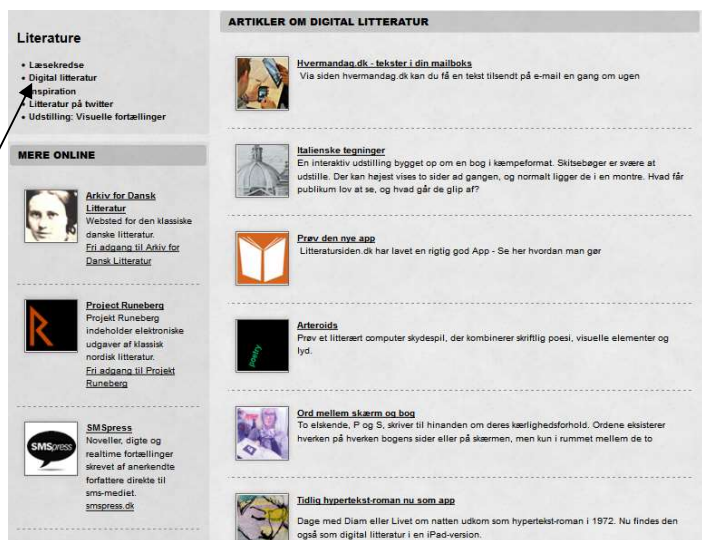 Literature
• Læsekredse
• Digital litteratur
Inspiration
• Litteratur på twitter
• Udstilling: Visuelle fortællinger
MERE ONLINE
Arkiv for Dansk
Litteratur
Websted for den klassiske
danske litteratur.
Fri adgang til Arkiv for
Dansk Litteratur
Project Runeberg
Projekt Runeberg
indeholder elektroniske
udgaver af klassisk
nordisk litteratur.
Fri adgang til Projekt
Runeberg
SMSpress
SMSpress
Noveller, digte og
realtime fortællinger
skrevet af anerkendte
forfattere direkte til
sms-mediet.
smspress.dk
ARTIKLER OM DIGITAL LITTERATUR
Hvermandag.dk - tekster i din mailboks
Via siden hvermandag.dk kan du få en tekst tilsendt på e-mail en gang om ugen
Italienske tegninger
En interaktiv udstilling bygget op om en bog i kæmpeformat. Skitsebøger er svære at
udstille. Der kan højest vises to sider ad gangen, og normalt ligger de i en montre. Hvad får
publikum lov at se, og hvad går de glip af?
Prøv den nye app
Litteratursiden.dk har lavet en rigtig god App - Se her hvordan man gør
poetry
Arteroids
Prøv et litterært computer skydespil, der kombinerer skriftlig poesi, visuelle elementer og
lyd.
Ord mellem skærm og bog
To elskende, P og S, skriver til hinanden om deres kærlighedsforhold. Ordene eksisterer
hverken på hverken bogens sider eller på skærmen, men kun i rummet mellem de to
Tidlig hypertekst-roman nu som app
Dage med Diam eller Livet om natten udkom som hypertekst-roman i 1972. Nu findes den
også som digital litteratur i en iPad-version.